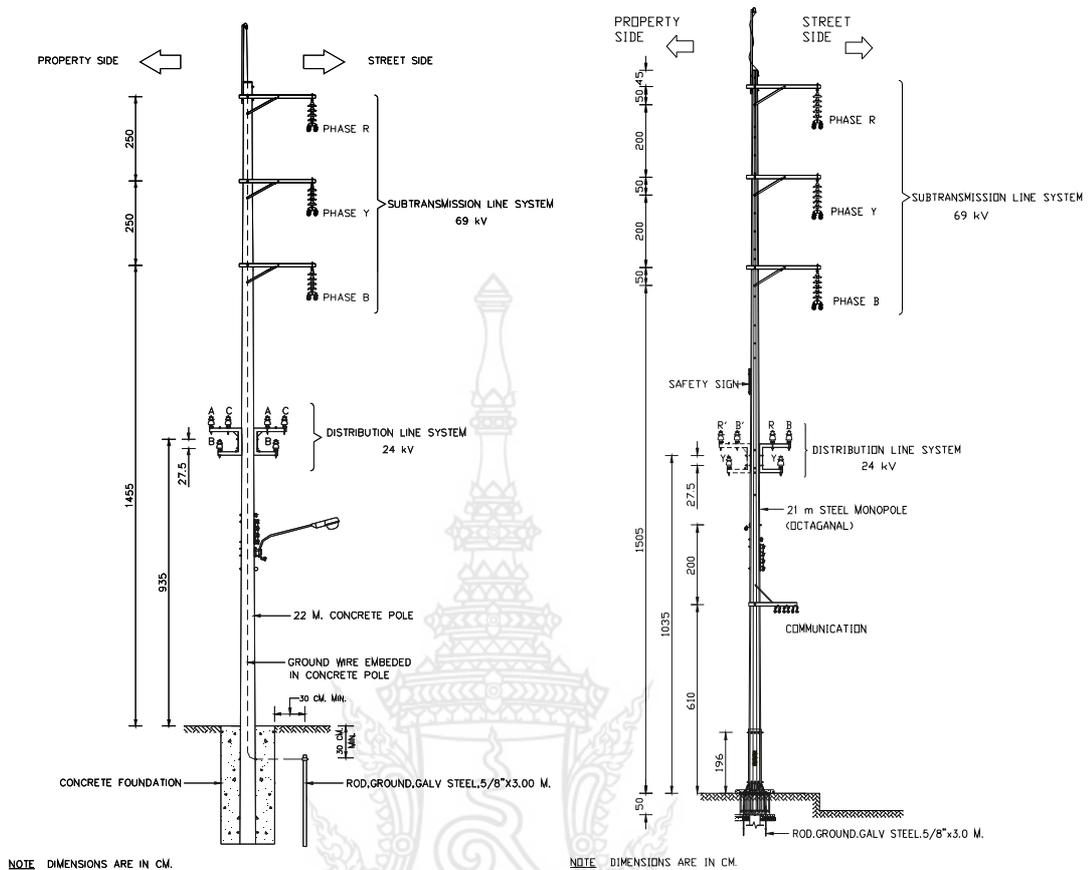 PROPERTY SIDE
STREET SIDE
250
250
1455
PHASE R
PHASE Y
PHASE B
SUBTRANSMISSION LINE SYSTEM
69 kV
A C A C
B B
27.5
DISTRIBUTION LINE SYSTEM
24 kV
935
22 M. CONCRETE POLE
GROUND WIRE EMBEDED
IN CONCRETE POLE
30 CM. MIN.
30 CM.
MIN.
CONCRETE FOUNDATION
ROD,GROUND,GALV STEEL,5/8"x3.00 M.
NOTE DIMENSIONS ARE IN CM.
PROPERTY
SIDE
STREET
SIDE
45
50
200
50
200
50
1505
PHASE R
PHASE Y
PHASE B
SUBTRANSMISSION LINE SYSTEM
69 kV
SAFETY SIGN
R' B' R B
Y' Y
DISTRIBUTION LINE SYSTEM
24 kV
27.5
21 m STEEL MONOPOLE
(OCTAGANAL)
200
1035
COMMUNICATION
610
196
50
ROD.GROUND.GALV STEEL.5/8"x3.0 M.
NOTE DIMENSIONS ARE IN CM.